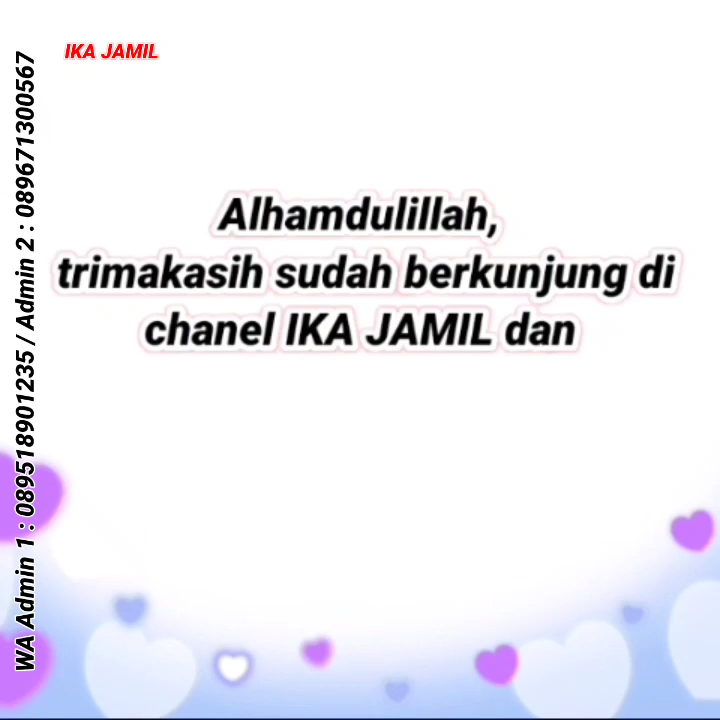 IKA JAMIL
Alhamdulillah,
trimakasih sudah berkunjung di
chanel IKA JAMIL dan
WA Admin 1 : 089518901235 / Admin 2 : 089671300567